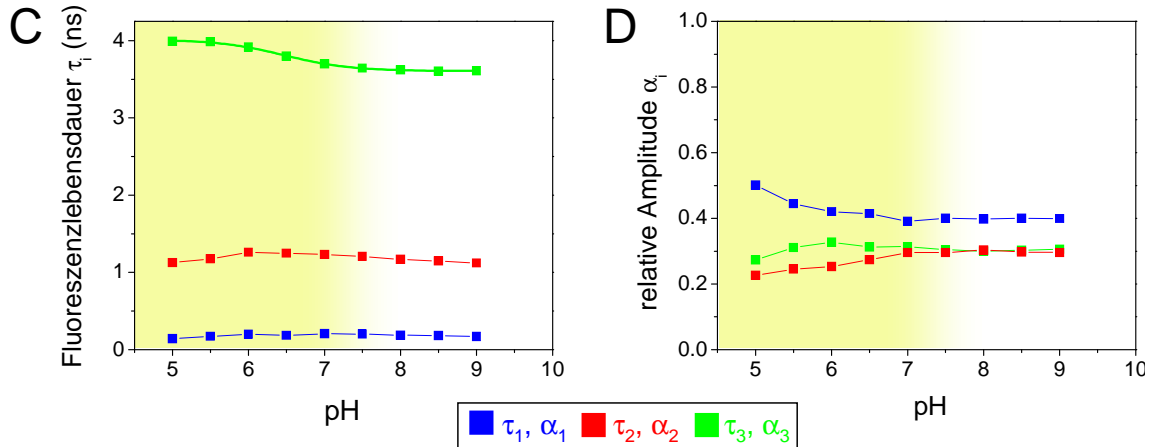 C
Fluoreszenzlebensdauer τi (ns)
4
3
2
1
0
5 6 7 8 9 10
pH
D
relative Amplitude αi
1.0
0.8
0.6
0.4
0.2
0.0
5 6 7 8 9 10
pH
τ1, α1 τ2, α2 τ3, α3